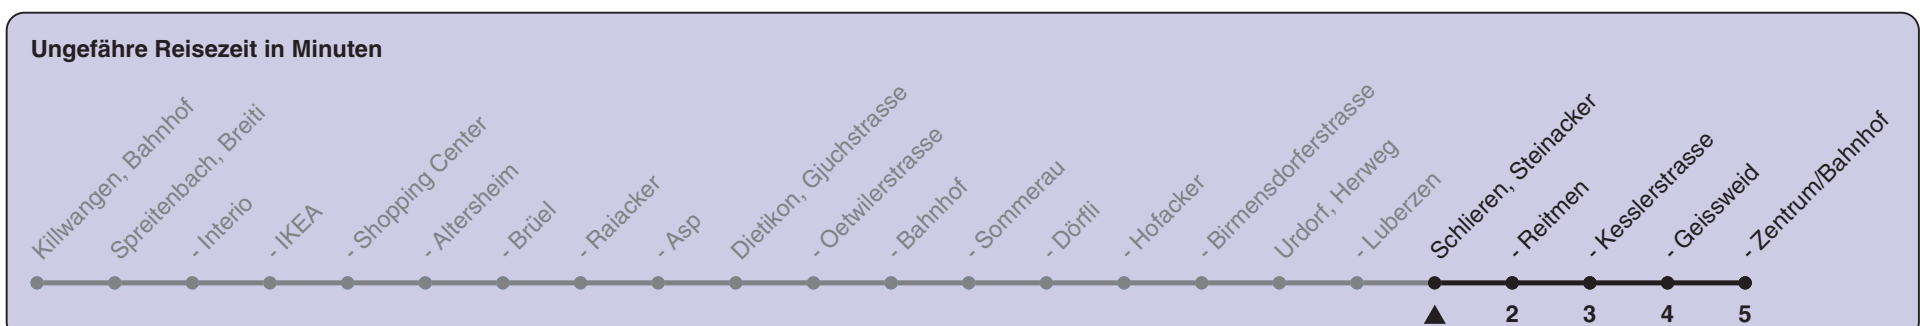 Ungefähre Reisezeit in Minuten
Killwangen, Bahnhof
Spreitenbach, Breiti
- Interio
- IKEA
- Shopping Center
- Altersheim
- Brüel
- Raiacker
- Asp
Dietikon, Gjuchstrasse
- Oetwilerstrasse
- Bahnhof
- Sommerau
- Dörfli
- Hofacker
- Birmensdorferstrasse
Urdorf, Herweg
- Luberzen
Schlieren, Steinacker
- Reitmen
- Kesslerstrasse
- Geissweid
- Zentrum/Bahnhof
2 3 4 5